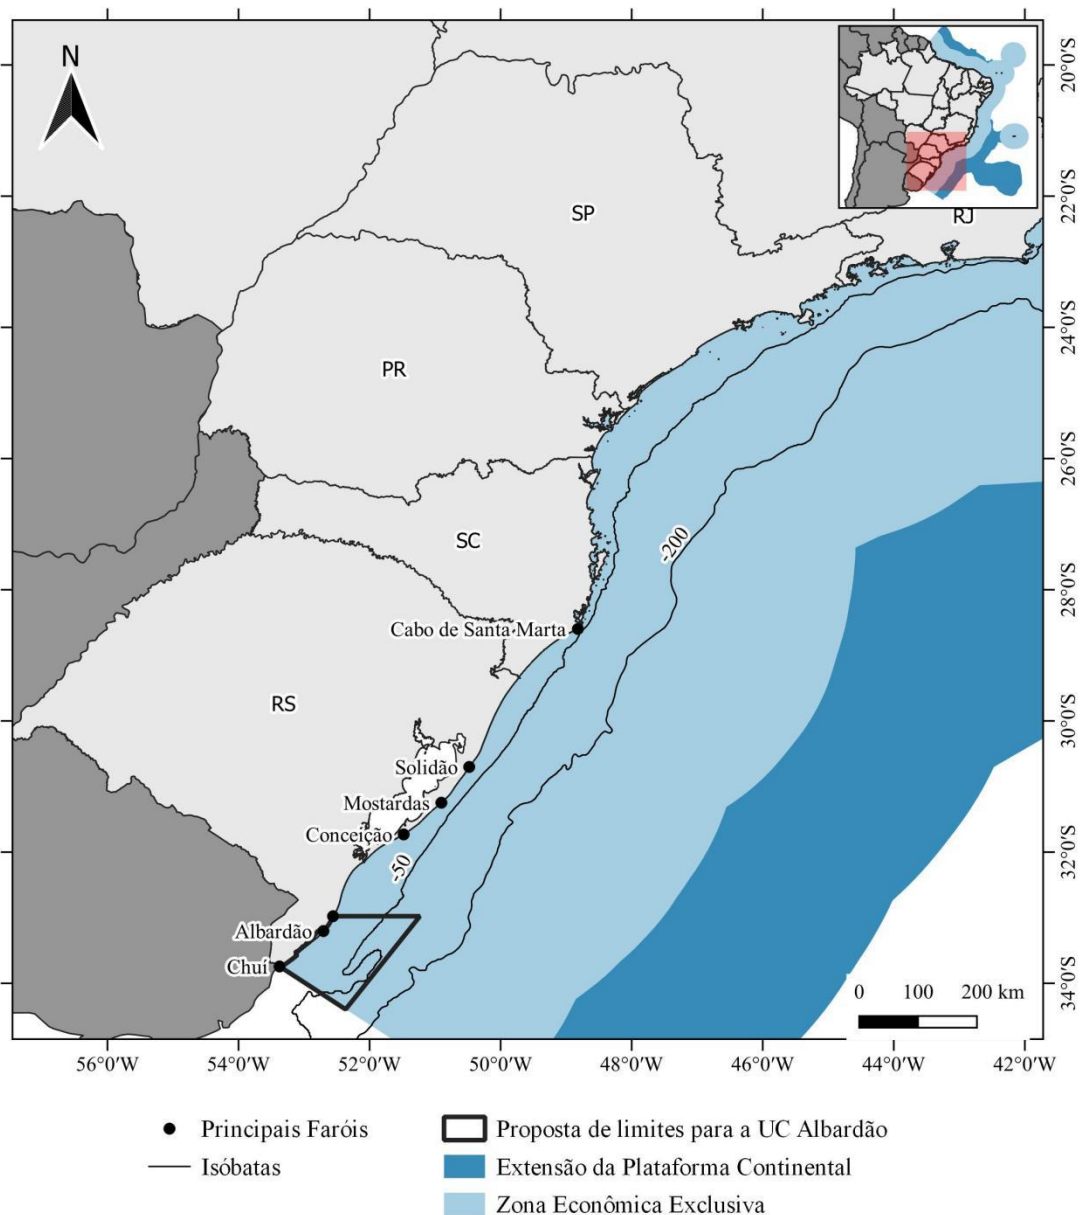 N
20°0'S
22°0'S
24°0'S
26°0'S
28°0'S
30°0'S
32°0'S
34°0'S
RJ
SP
PR
SC
-200
Cabo de Santa Marta
RS
Solidão
Mostardas
Conceição
-50
Albardão
Chuí
0 100 200 km
56°0'W 54°0'W 52°0'W 50°0'W 48°0'W 46°0'W 44°0'W 42°0'W
Principais Faróis
Isóbatas
Proposta de limites para a UC Albardão
Extensão da Plataforma Continental
Zona Econômica Exclusiva